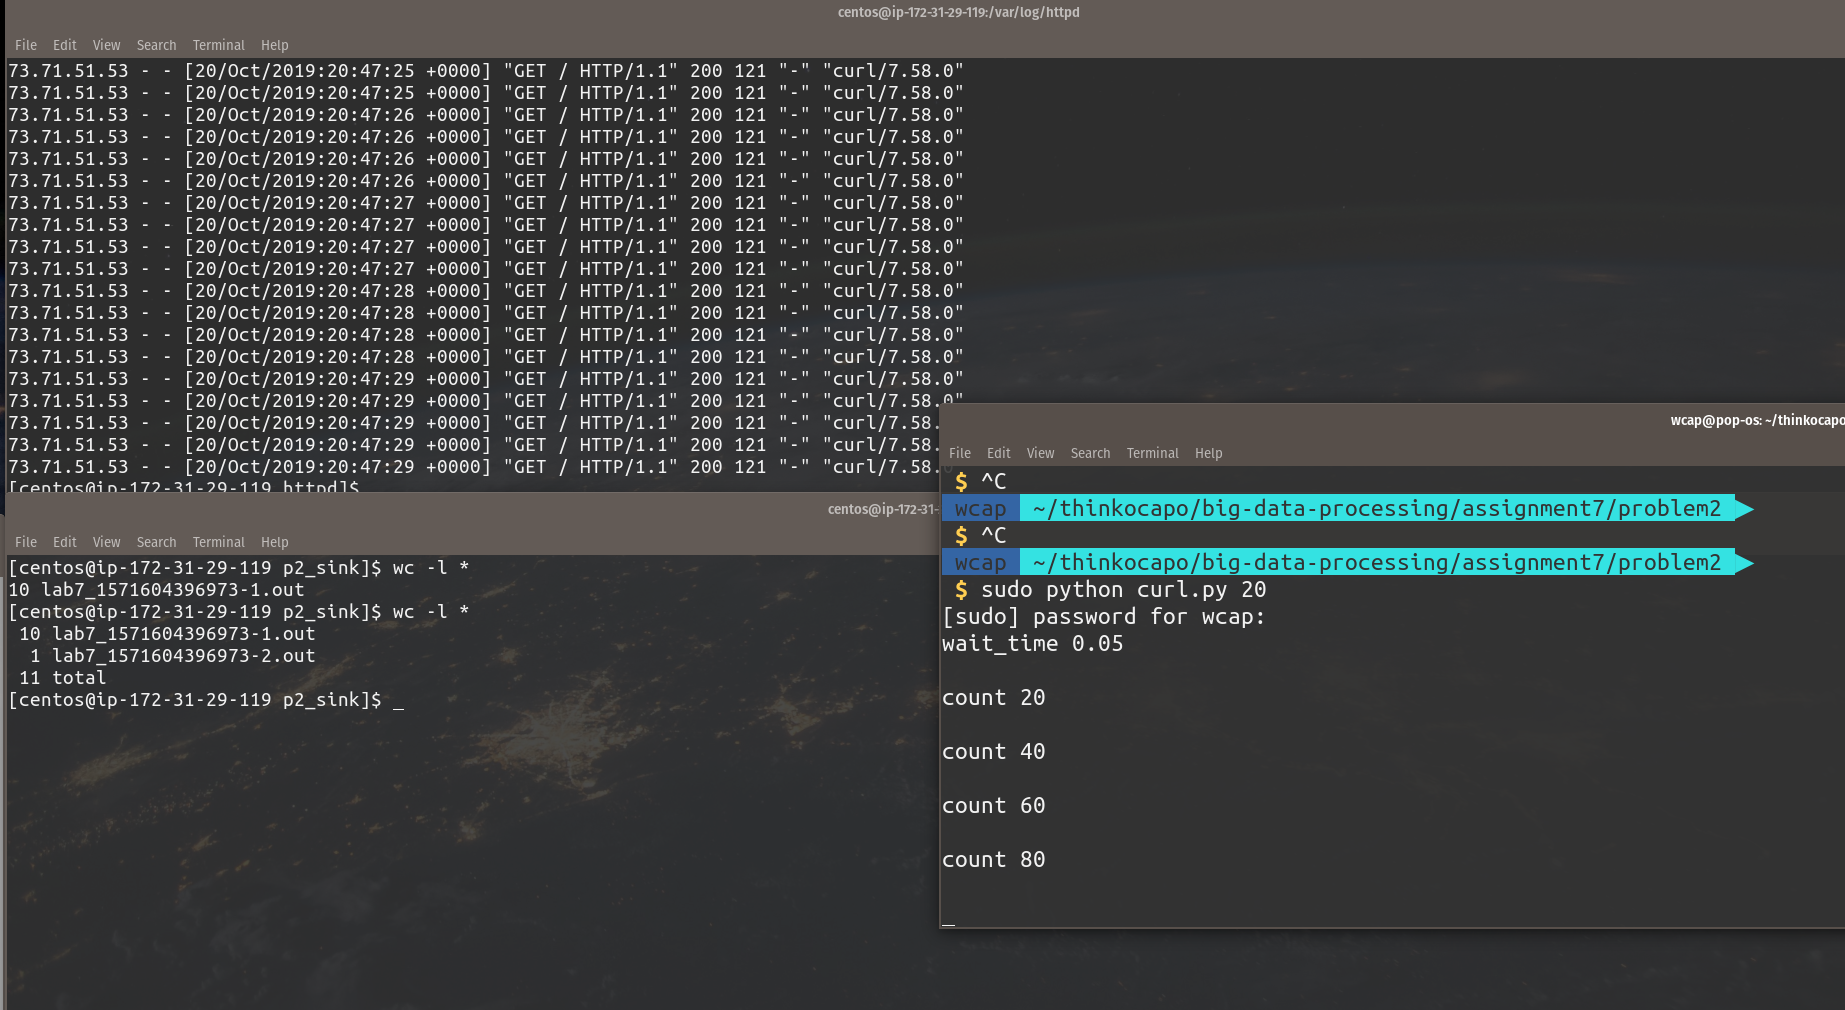 centos@ip-172-31-29-119:/var/log/httpd
File Edit View Search Terminal Help
73.71.51.53 - - [20/Oct/2019:20:47:25 +0000] "GET / HTTP/1.1" 200 121 "-" "curl/7.58.0"
73.71.51.53 - - [20/Oct/2019:20:47:25 +0000] "GET / HTTP/1.1" 200 121 "-" "curl/7.58.0"
73.71.51.53 - - [20/Oct/2019:20:47:26 +0000] "GET / HTTP/1.1" 200 121 "-" "curl/7.58.0"
73.71.51.53 - - [20/Oct/2019:20:47:26 +0000] "GET / HTTP/1.1" 200 121 "-" "curl/7.58.0"
73.71.51.53 - - [20/Oct/2019:20:47:26 +0000] "GET / HTTP/1.1" 200 121 "-" "curl/7.58.0"
73.71.51.53 - - [20/Oct/2019:20:47:26 +0000] "GET / HTTP/1.1" 200 121 "-" "curl/7.58.0"
73.71.51.53 - - [20/Oct/2019:20:47:27 +0000] "GET / HTTP/1.1" 200 121 "-" "curl/7.58.0"
73.71.51.53 - - [20/Oct/2019:20:47:27 +0000] "GET / HTTP/1.1" 200 121 "-" "curl/7.58.0"
73.71.51.53 - - [20/Oct/2019:20:47:27 +0000] "GET / HTTP/1.1" 200 121 "-" "curl/7.58.0"
73.71.51.53 - - [20/Oct/2019:20:47:27 +0000] "GET / HTTP/1.1" 200 121 "-" "curl/7.58.0"
73.71.51.53 - - [20/Oct/2019:20:47:28 +0000] "GET / HTTP/1.1" 200 121 "-" "curl/7.58.0"
73.71.51.53 - - [20/Oct/2019:20:47:28 +0000] "GET / HTTP/1.1" 200 121 "-" "curl/7.58.0"
73.71.51.53 - - [20/Oct/2019:20:47:28 +0000] "GET / HTTP/1.1" 200 121 "-" "curl/7.58.0"
73.71.51.53 - - [20/Oct/2019:20:47:28 +0000] "GET / HTTP/1.1" 200 121 "-" "curl/7.58.0"
73.71.51.53 - - [20/Oct/2019:20:47:29 +0000] "GET / HTTP/1.1" 200 121 "-" "curl/7.58.0"
73.71.51.53 - - [20/Oct/2019:20:47:29 +0000] "GET / HTTP/1.1" 200 121 "-" "curl/7.58.0"
73.71.51.53 - - [20/Oct/2019:20:47:29 +0000] "GET / HTTP/1.1" 200 121 "-" "curl/7.58.
73.71.51.53 - - [20/Oct/2019:20:47:29 +0000] "GET / HTTP/1.1" 200 121 "-" "curl/7.58.
73.71.51.53 - - [20/Oct/2019:20:47:29 +0000] "GET / HTTP/1.1" 200 121 "-" "curl/7.58.
[centos@ip-172-31-29-119 httpd]$
centos@ip-172-31-
File Edit View Search Terminal Help
[centos@ip-172-31-29-119 p2_sink]$ wc -l *
10 lab7_1571604396973-1.out
[centos@ip-172-31-29-119 p2_sink]$ wc -l *
10 lab7_1571604396973-1.out
1 lab7_1571604396973-2.out
11 total
[centos@ip-172-31-29-119 p2_sink]$ _
wcap@pop-os: ~/thinkocapo
File Edit View Search Terminal Help
$ ^C
wcap ~/thinkocapo/big-data-processing/assignment7/problem2
$ ^C
wcap ~/thinkocapo/big-data-processing/assignment7/problem2
$ sudo python curl.py 20
[sudo] password for wcap:
wait_time 0.05
count 20
count 40
count 60
count 80
_